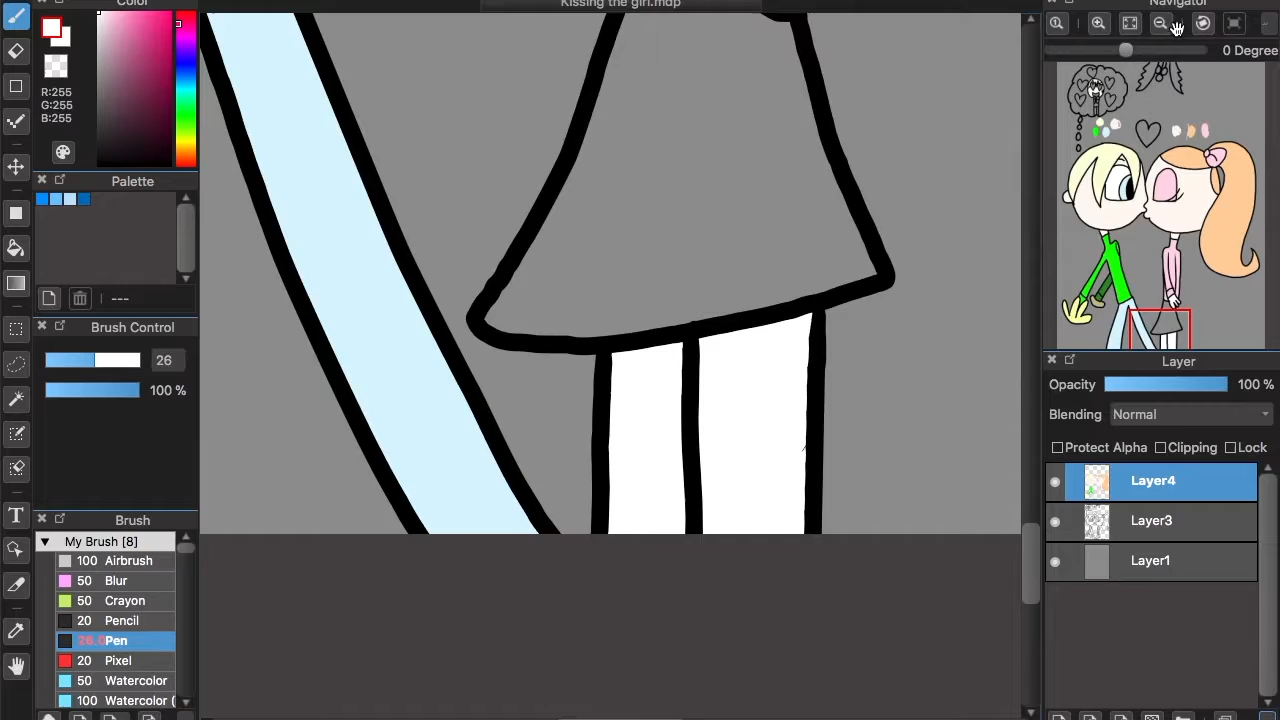 Color
Kissing the girl.mdp
Navigator
0 Degree
R:255
G:255
B:255
Palette
---
Brush Control
26
100 %
Brush
My Brush [8]
100 Airbrush
50 Blur
50 Crayon
20 Pencil
26.0 Pen
20 Pixel
50 Watercolor
100 Watercolor (
T
Layer
Opacity 100 %
Blending Normal
Protect Alpha Clipping Lock
Layer4
Layer3
Layer1